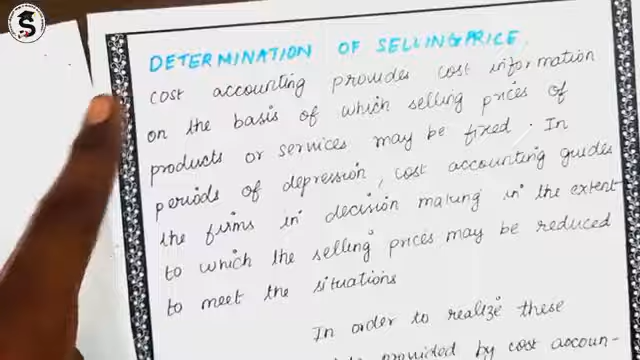 S
DETERMINATION OF SELLINGPRICE,
cost accounting provides cost information
on the basis of which selling prices of
products or services may be fixed. In
periods of depression, cost accounting guides
the firms in decision making in the extent
to which the selling prices may be reduced
to meet the situations
In order to realize these
provided by cost accoun-